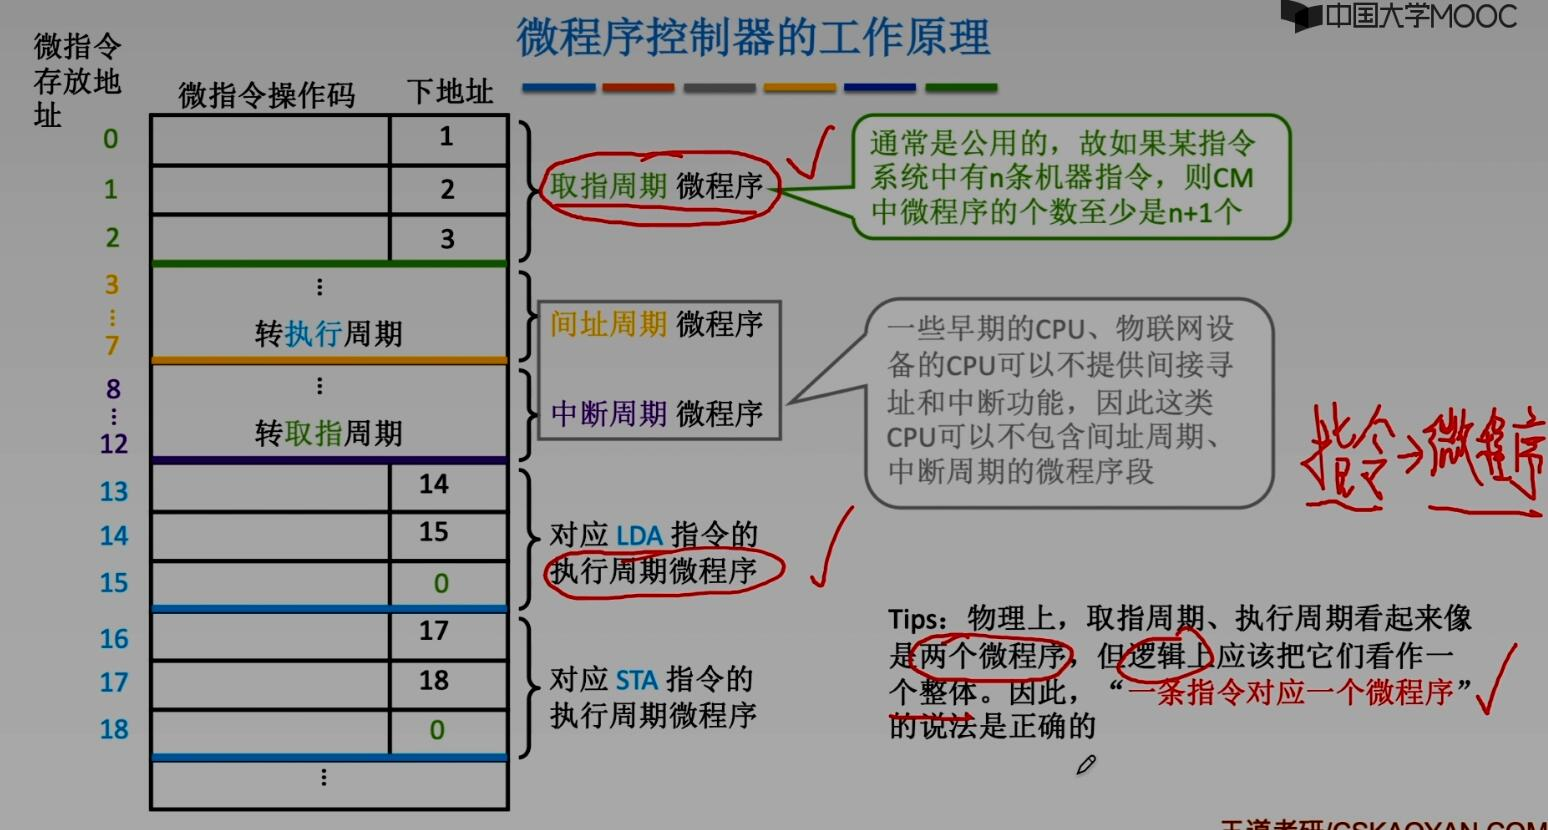 中国大学MOOC
微程序控制器的工作原理
微指令
存放地
址
微指令操作码
下地址
0
1
1
2
2
3
取指周期 微程序
通常是公用的，故如果某指令
系统中有n条机器指令，则CM
中微程序的个数至少是n+1个
3
⋮
7
⋮
转执行周期
间址周期 微程序
8
⋮
12
⋮
转取指周期
中断周期 微程序
一些早期的CPU、物联网设
备的CPU可以不提供间接寻
址和中断功能，因此这类
CPU可以不包含间址周期、
中断周期的微程序段
指令→微程序
13
14
14
15
15
0
对应 LDA 指令的
执行周期微程序
16
17
17
18
18
0
对应 STA 指令的
执行周期微程序
⋮
Tips：物理上，取指周期、执行周期看起来像
是两个微程序，但逻辑上应该把它们看作一
个整体。因此，“一条指令对应一个微程序”
的说法是正确的
王道考研/CSKAOYAN.COM